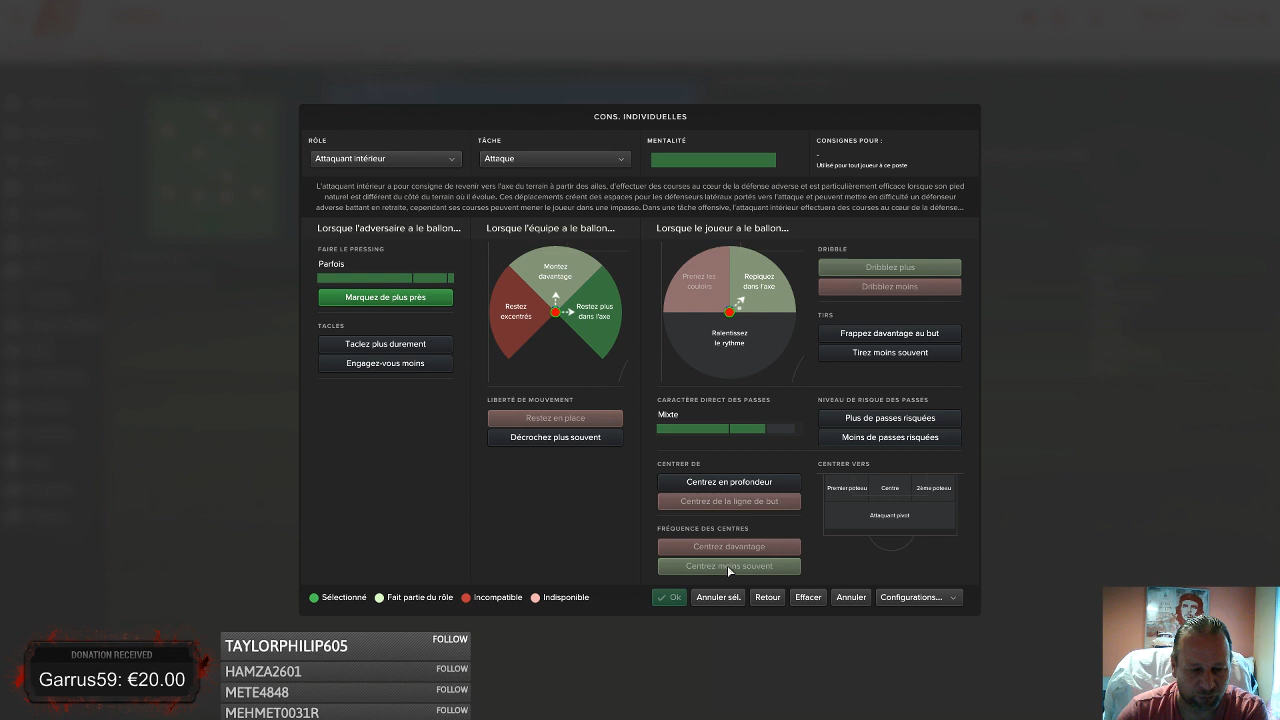 CONS. INDIVIDUELLES
RÔLE
TÂCHE
MENTALITÉ
CONSIGNES POUR :
Attaquant intérieur
Attaque
-
Utilisé pour tout joueur à ce poste
L'attaquant intérieur a pour consigne de revenir vers l'axe du terrain à partir des ailes, d'effectuer des courses au cœur de la défense adverse et est particulièrement efficace lorsque son pied
naturel est différent du côté du terrain où il évolue. Ces déplacements créent des espaces pour les défenseurs latéraux portés vers l'attaque et peuvent mettre en difficulté un défenseur
adverse battant en retraite, cependant ses courses peuvent mener le joueur dans une impasse. Dans une tâche offensive, l'attaquant intérieur effectuera des courses au cœur de la défense...
Lorsque l'adversaire a le ballon...
FAIRE LE PRESSING
Parfois
Marquez de plus près
TACLES
Taclez plus durement
Engagez-vous moins
Lorsque l'équipe a le ballon...
Montez
davantage
Restez
excentrés
Restez plus
dans l'axe
LIBERTÉ DE MOUVEMENT
Restez en place
Décrochez plus souvent
Lorsque le joueur a le ballon...
Prenez les
couloirs
Repiquez
dans l'axe
Ralentissez
le rythme
DRIBBLE
Dribblez plus
Dribblez moins
TIRS
Frappez davantage au but
Tirez moins souvent
CARACTÈRE DIRECT DES PASSES
Mixte
NIVEAU DE RISQUE DES PASSES
Plus de passes risquées
Moins de passes risquées
CENTRER DE
Centrez en profondeur
Centrez de la ligne de but
CENTRER VERS
Premier poteau
Centre
2ème poteau
Attaquant pivot
FRÉQUENCE DES CENTRES
Centrez davantage
Centrez moins souvent
Sélectionné
Fait partie du rôle
Incompatible
Indisponible
Ok
Annuler sél.
Retour
Effacer
Annuler
Configurations...
DONATION RECEIVED
Garrus59: €20.00
TAYLORPHILIP605 FOLLOW
HAMZA2601 FOLLOW
METE4848 FOLLOW
MEHMET0031R FOLLOW